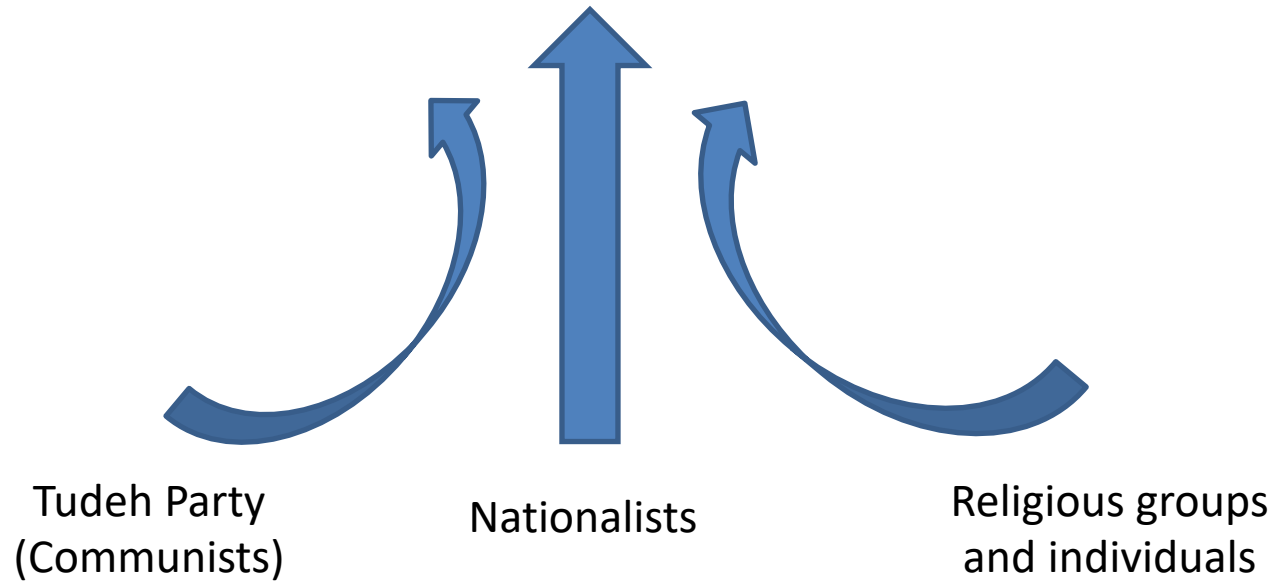 Tudeh Party
(Communists)
Nationalists
Religious groups
and individuals